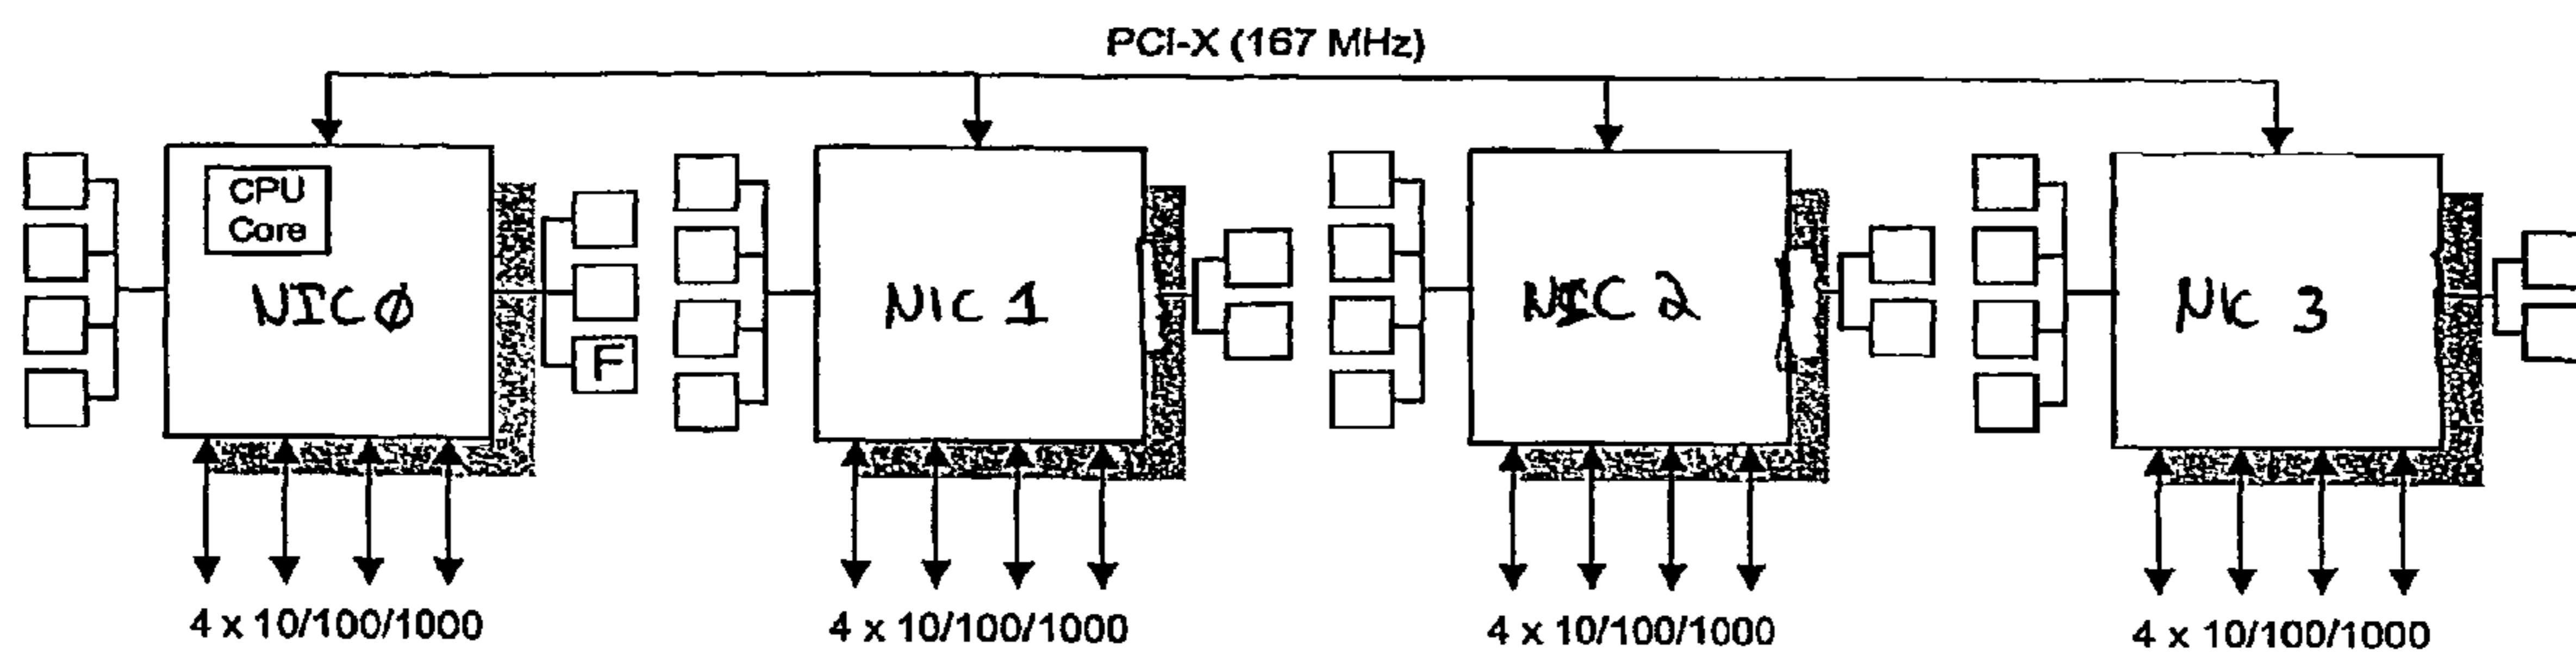 PCI-X (167 MHz)
CPU
Core
NIC0
F
NIC 1
NIC 2
NIC 3
4 x 10/100/1000
4 x 10/100/1000
4 x 10/100/1000
4 x 10/100/1000